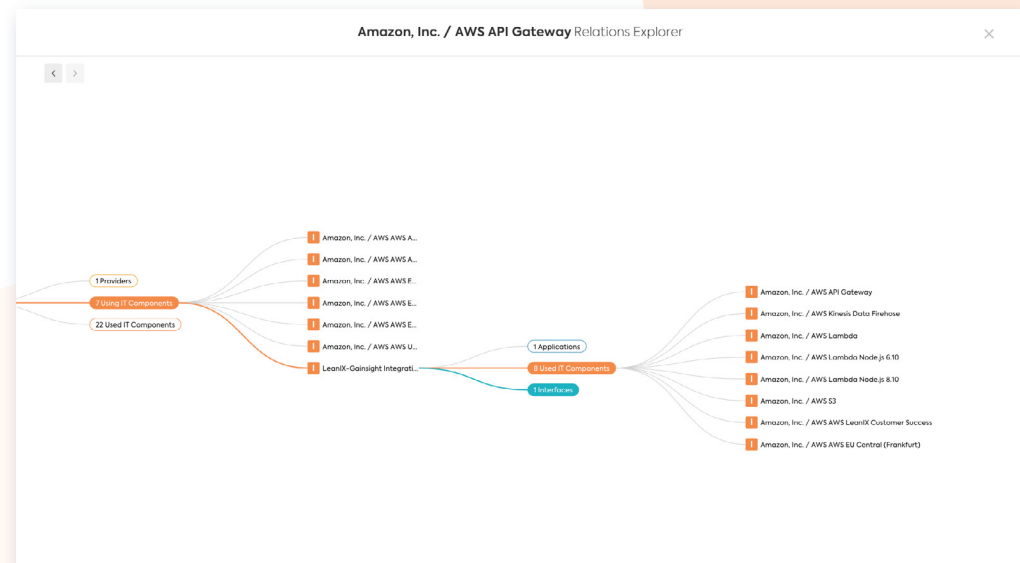 Amazon, Inc. / AWS API Gateway Relations Explorer
1 Providers
7 Using IT Components
22 Used IT Components
Amazon, Inc. / AWS AWS A...
Amazon, Inc. / AWS AWS A...
Amazon, Inc. / AWS AWS E...
Amazon, Inc. / AWS AWS E...
Amazon, Inc. / AWS AWS E...
Amazon, Inc. / AWS AWS U...
LeanIX-Gainsight Integrati...
1 Applications
8 Used IT Components
1 Interfaces
Amazon, Inc. / AWS API Gateway
Amazon, Inc. / AWS Kinesis Data Firehose
Amazon, Inc. / AWS Lambda
Amazon, Inc. / AWS Lambda Node.js 6.10
Amazon, Inc. / AWS Lambda Node.js 8.10
Amazon, Inc. / AWS S3
Amazon, Inc. / AWS AWS LeanIX Customer Success
Amazon, Inc. / AWS AWS EU Central (Frankfurt)